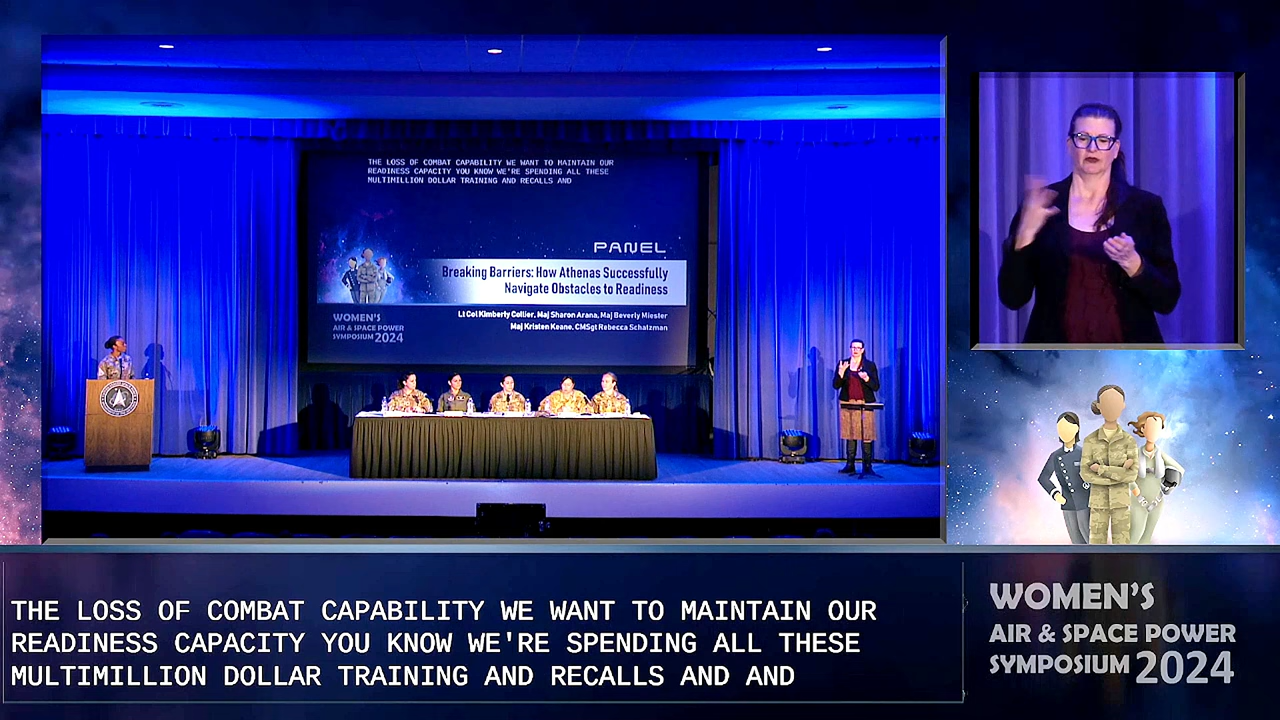 THE LOSS OF COMBAT CAPABILITY WE WANT TO MAINTAIN OUR
READINESS CAPACITY YOU KNOW WE'RE SPENDING ALL THESE
MULTIMILLION DOLLAR TRAINING AND RECALLS AND
PANEL
Breaking Barriers: How Athenas Successfully
Navigate Obstacles to Readiness
Lt Col Kimberly Collier, Maj Sharon Arana, Maj Beverly Miester
Maj Kristen Keane, CMSgt Rebecca Schatzman
WOMEN'S
AIR & SPACE POWER
SYMPOSIUM 2024
THE LOSS OF COMBAT CAPABILITY WE WANT TO MAINTAIN OUR
READINESS CAPACITY YOU KNOW WE'RE SPENDING ALL THESE
MULTIMILLION DOLLAR TRAINING AND RECALLS AND AND
WOMEN'S
AIR & SPACE POWER
SYMPOSIUM 2024